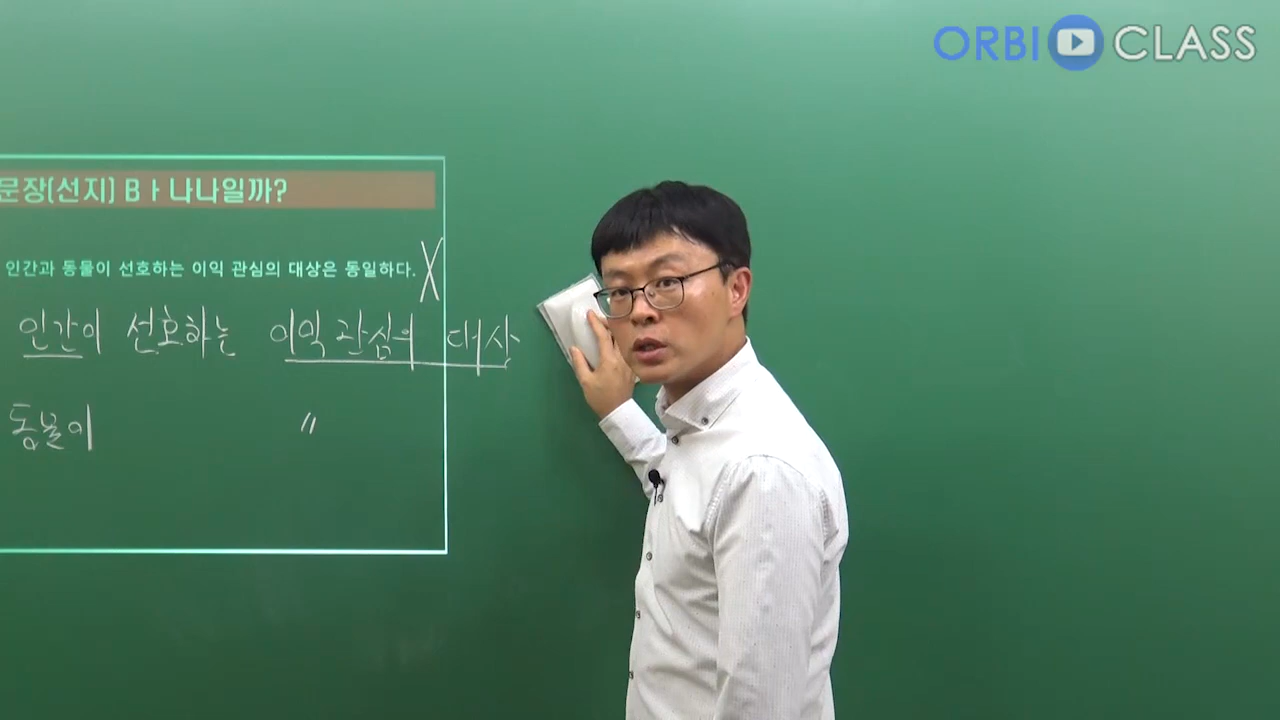 ORBI CLASS
문장(선지) Bㅏ나나일까?
인간과 동물이 선호하는 이익 관심의 대상은 동일하다. X
인간이 선호하는 이익관심의 대상
동물이 〃